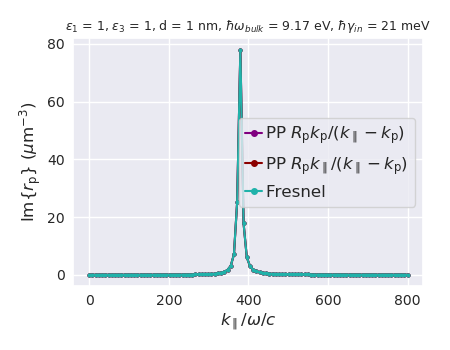 ε₁ = 1, ε₃ = 1, d = 1 nm, ħω_bulk = 9.17 eV, ħγ_in = 21 meV
80
60
40
20
0
Im{r_p} (μm⁻³)
PP R_p k_p/(k_∥ − k_p)
PP R_p k_∥/(k_∥ − k_p)
Fresnel
0 200 400 600 800
k_∥/ω/c